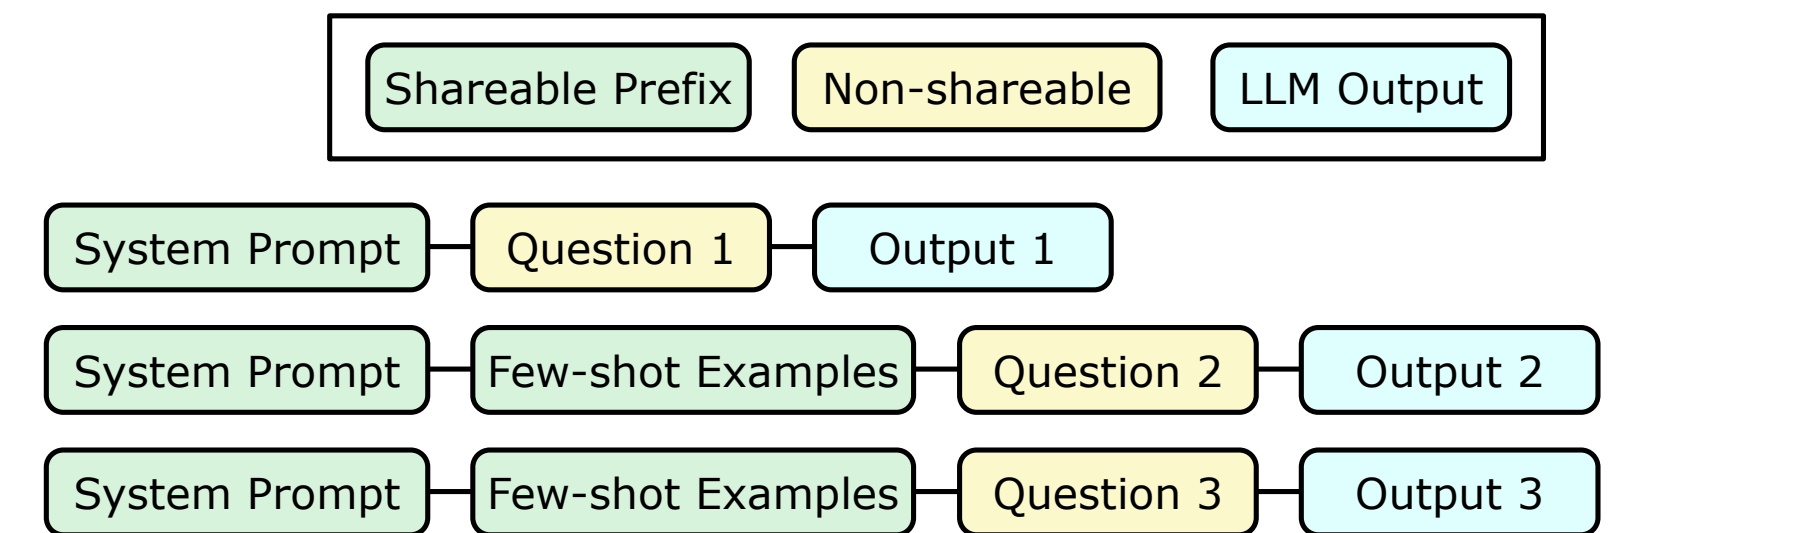 Shareable Prefix Non-shareable LLM Output
System Prompt Question 1 Output 1
System Prompt Few-shot Examples Question 2 Output 2
System Prompt Few-shot Examples Question 3 Output 3